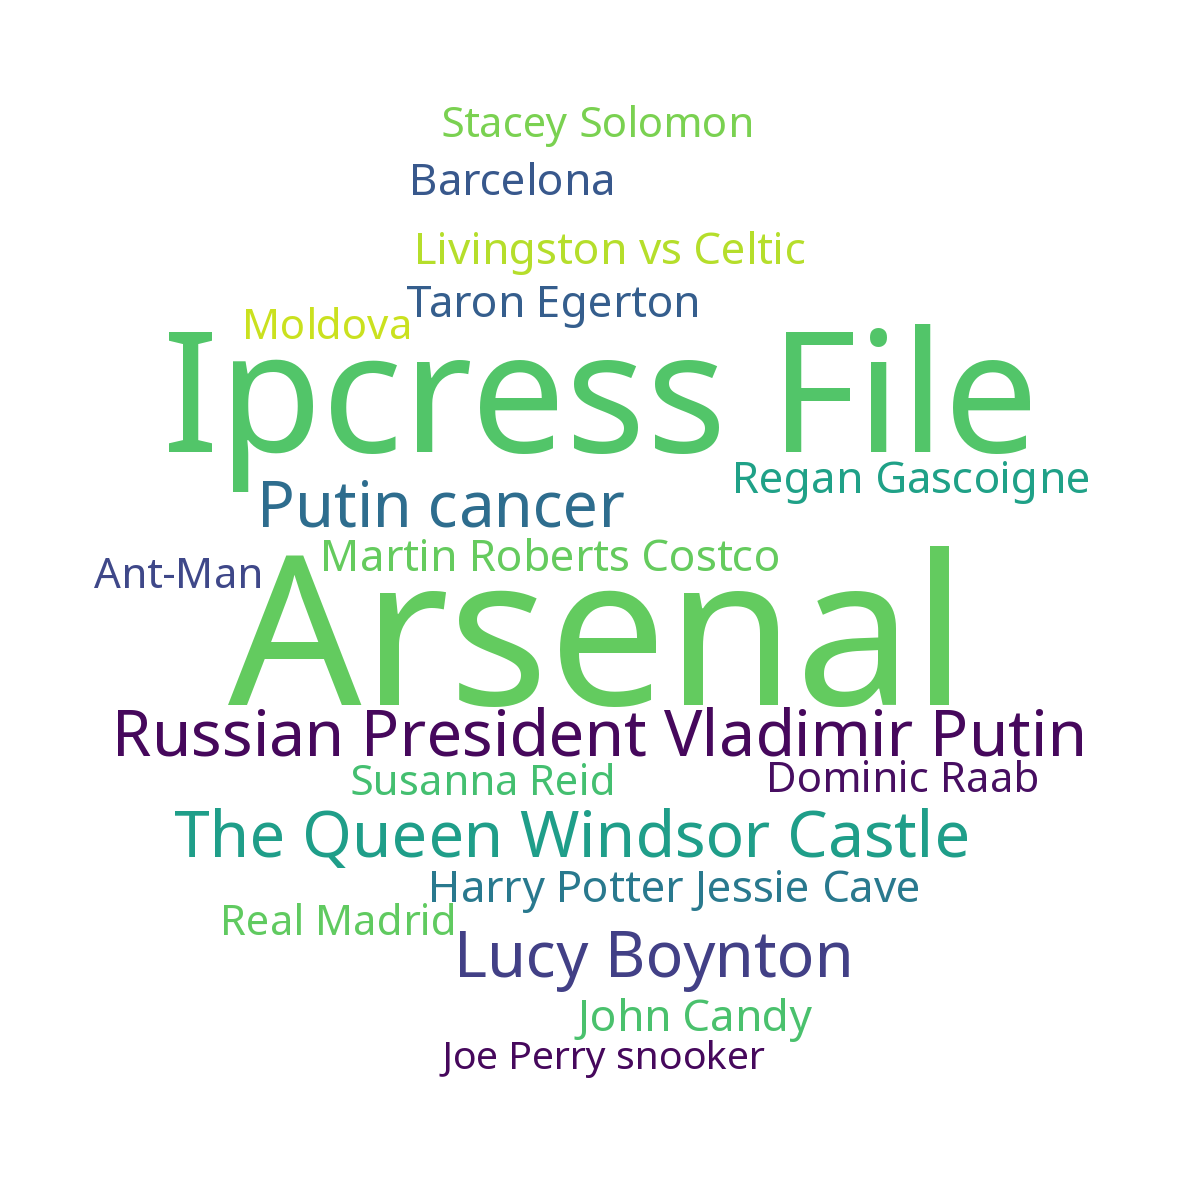 Stacey Solomon
Barcelona
Livingston vs Celtic
Taron Egerton
Moldova
Ipcress File
Regan Gascoigne
Putin cancer
Martin Roberts Costco
Ant-Man
Arsenal
Russian President Vladimir Putin
Susanna Reid
Dominic Raab
The Queen Windsor Castle
Harry Potter Jessie Cave
Real Madrid
Lucy Boynton
John Candy
Joe Perry snooker